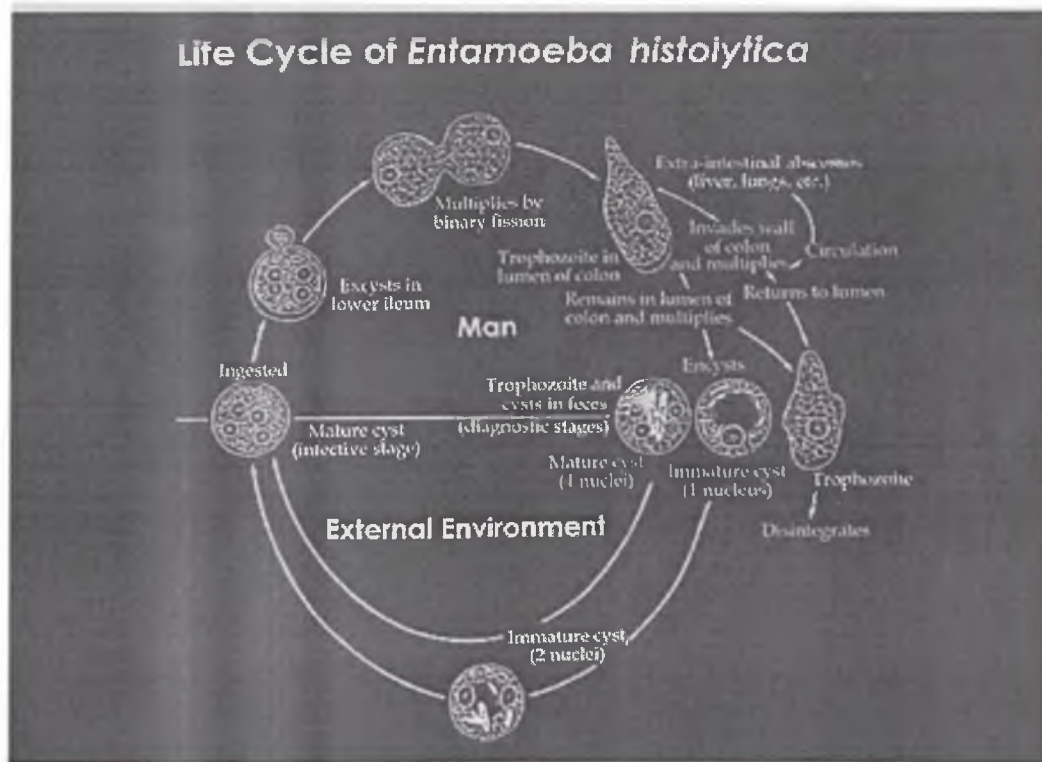 Life Cycle of Entamoeba histolytica
Multiplies by
binary fission
Extra-intestinal abscesses
(liver, lungs, etc.)
Invades wall
of colon
and multiplies
Circulation
Trophozoite in
lumen of colon
Returns to lumen
Excysts in
lower ileum
Remains in lumen of
colon and multiplies
Man
Ingested
Encysts
Trophozoite and
cysts in feces
(diagnostic stages)
Mature cyst
(infective stage)
Mature cyst
(4 nuclei)
Immature cyst
(1 nucleus)
Trophozoite
Disintegrates
External Environment
Immature cyst,
(2 nuclei)